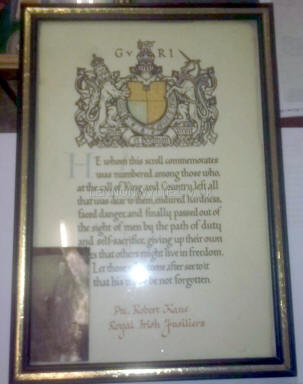 G V R I
HE whom this scroll commemorates
was numbered among those who,
at the call of King and Country, left all
that was dear to them, endured hardness,
faced danger, and finally passed out of
the sight of men by the path of duty
and self-sacrifice, giving up their own
that others might live in freedom.
Let those come after see to it
that his be not forgotten.
Pte. Robert Kane
Royal Irish Fusiliers